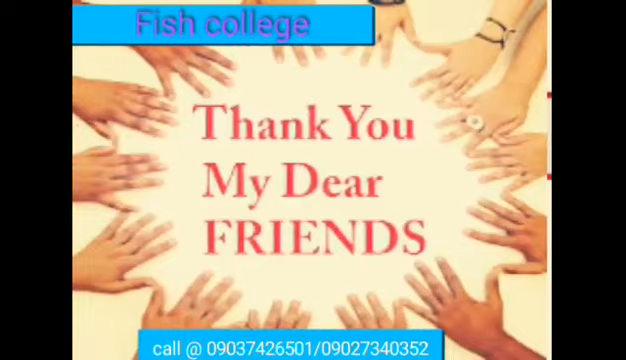 Fish college
Thank You
My Dear
FRIENDS
call @ 09037426501/09027340352